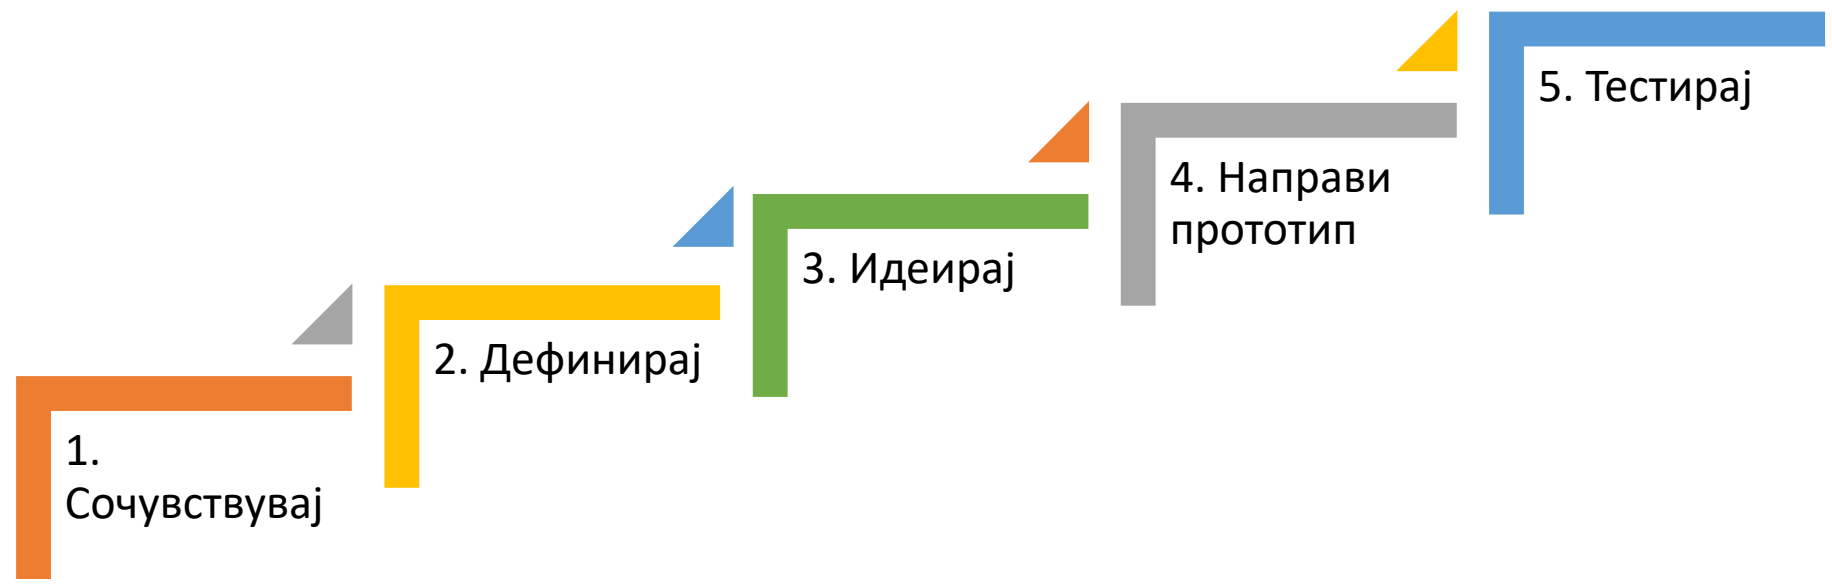 1.
Сочувствувај
2. Дефинирај
3. Идеирај
4. Направи
прототип
5. Тестирај